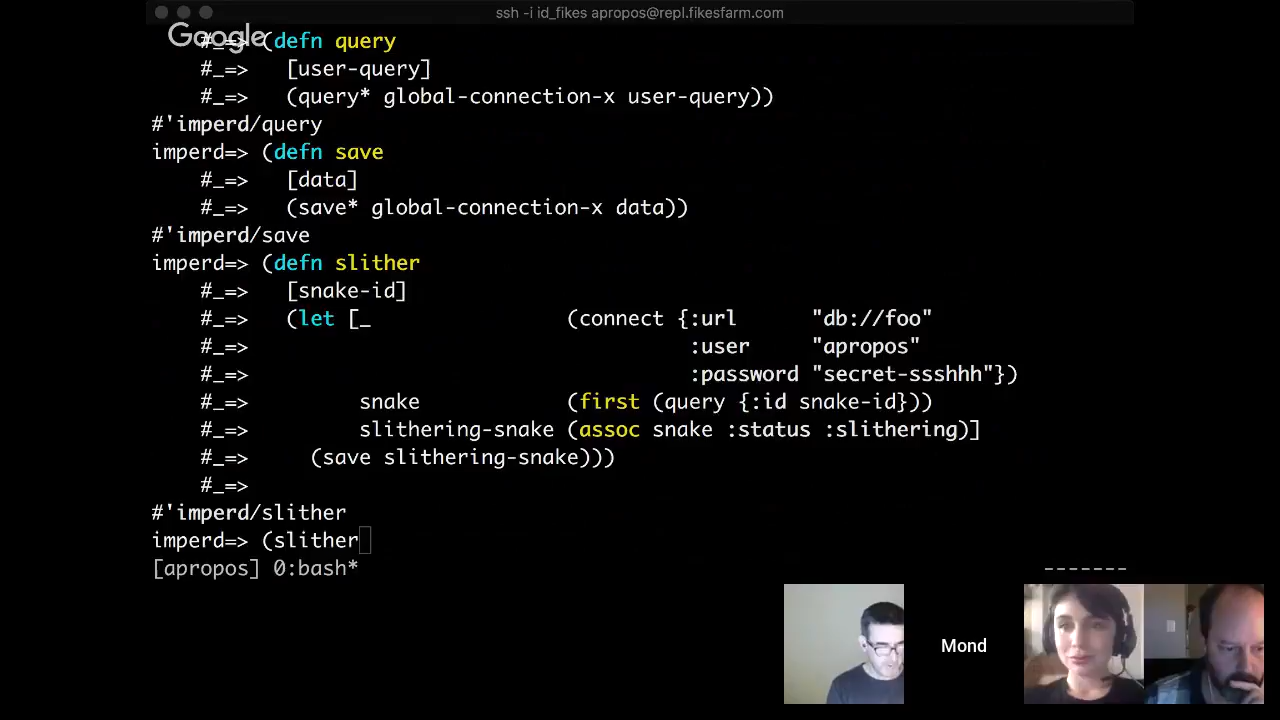 ssh -i id_fikes apropos@repl.fikesfarm.com
Google
#_=> (defn query
#_=> [user-query]
#_=> (query* global-connection-x user-query))
#'imperd/query
imperd=> (defn save
#_=> [data]
#_=> (save* global-connection-x data))
#'imperd/save
imperd=> (defn slither
#_=> [snake-id]
#_=> (let [_ (connect {:url "db://foo"
#_=> :user "apropos"
#_=> :password "secret-ssshhh"})
#_=> snake (first (query {:id snake-id}))
#_=> slithering-snake (assoc snake :status :slithering)]
#_=> (save slithering-snake)))
#_=>
#'imperd/slither
imperd=> (slither
[apropos] 0:bash* -------
Mond